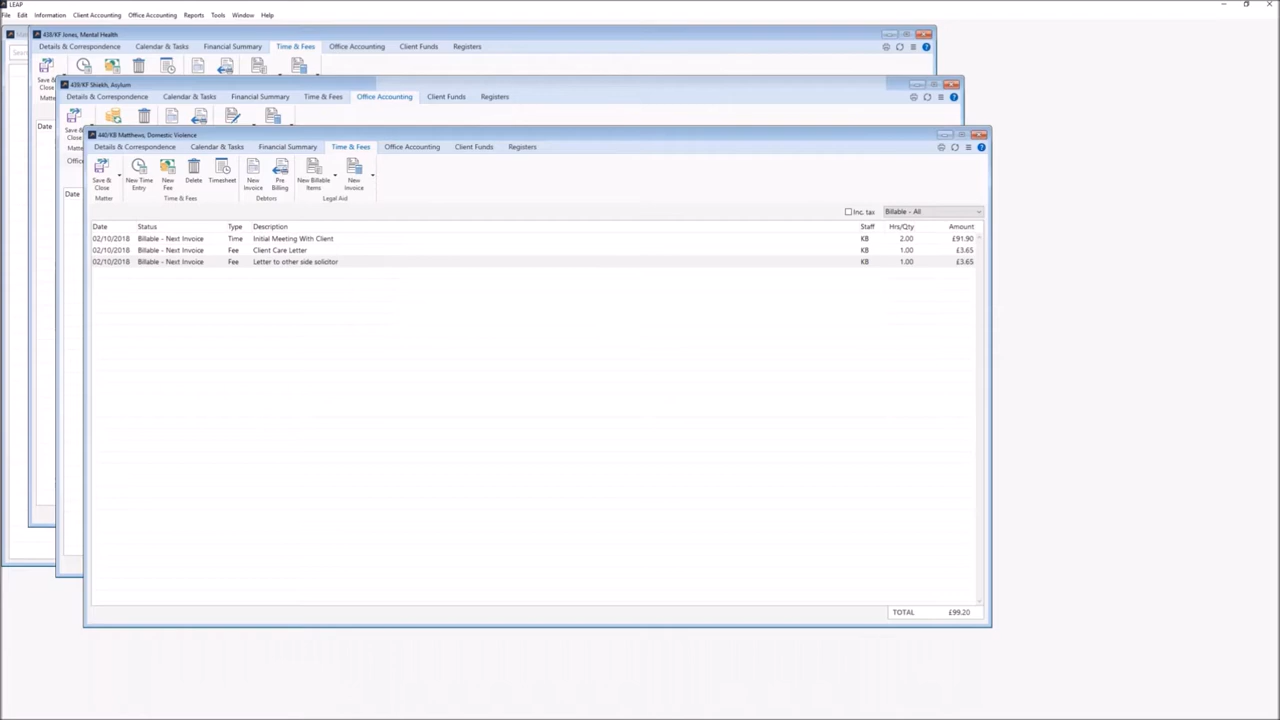 LEAP
File Edit Information Client Accounting Office Accounting Reports Tools Window Help
438/KF Jones, Mental Health
Details & Correspondence Calendar & Tasks Financial Summary Time & Fees Office Accounting Client Funds Registers
Save &
Close
Date
439/KF Shiekh, Asylum
Details & Correspondence Calendar & Tasks Financial Summary Time & Fees Office Accounting Client Funds Registers
Save &
Close
Date
440/KB Matthews, Domestic Violence
Details & Correspondence Calendar & Tasks Financial Summary Time & Fees Office Accounting Client Funds Registers
Save & Close New Time Entry New Fee Delete Timesheet New Invoice Pre Billing New Billable Items New Invoice
Matter Time & Fees Debtors Legal Aid
Inc. tax Billable - All
Date Status Type Description Staff Hrs/Qty Amount
02/10/2018 Billable - Next Invoice Time Initial Meeting With Client KB 2.00 £91.90
02/10/2018 Billable - Next Invoice Fee Client Care Letter KB 1.00 £3.65
02/10/2018 Billable - Next Invoice Fee Letter to other side solicitor KB 1.00 £3.65
TOTAL £99.20